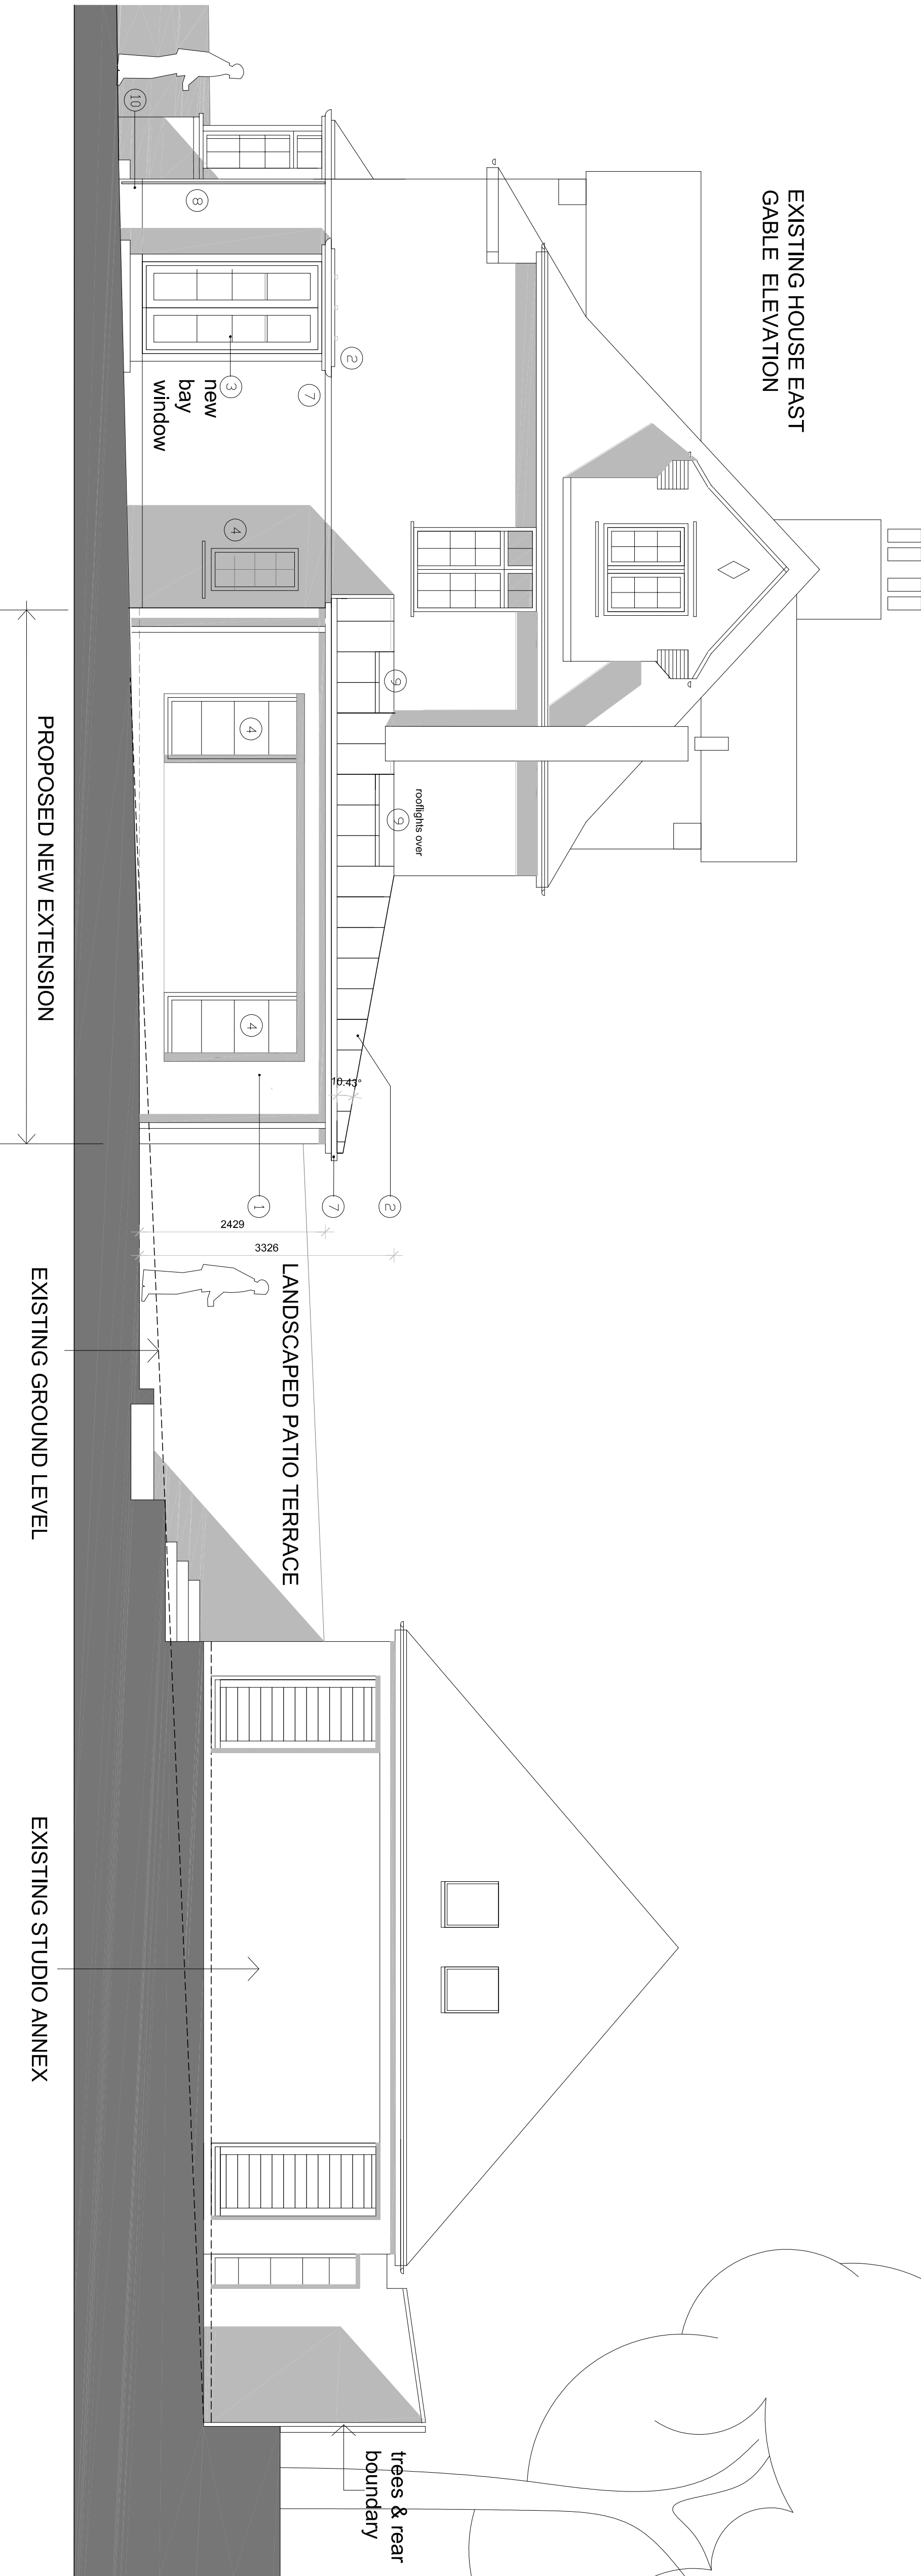 EXISTING HOUSE EAST
GABLE ELEVATION
10
8
2
3
7
new
bay
window
4
9
9
rooflights over
4
4
10.43°
1
7
2
2429
3326
LANDSCAPED PATIO TERRACE
trees & rear
boundary
PROPOSED NEW EXTENSION
EXISTING GROUND LEVEL
EXISTING STUDIO ANNEX